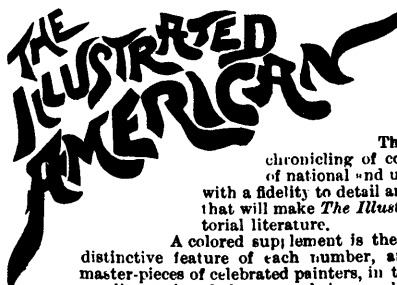 THE
ILLUSTRATED
AMERICAN
Th
chronicling of co
of national and u
with a fidelity to detail an
that will make The Illust
torial literature.
A colored supplement is the
distinctive feature of each number, a
master-pieces of celebrated painters, in t